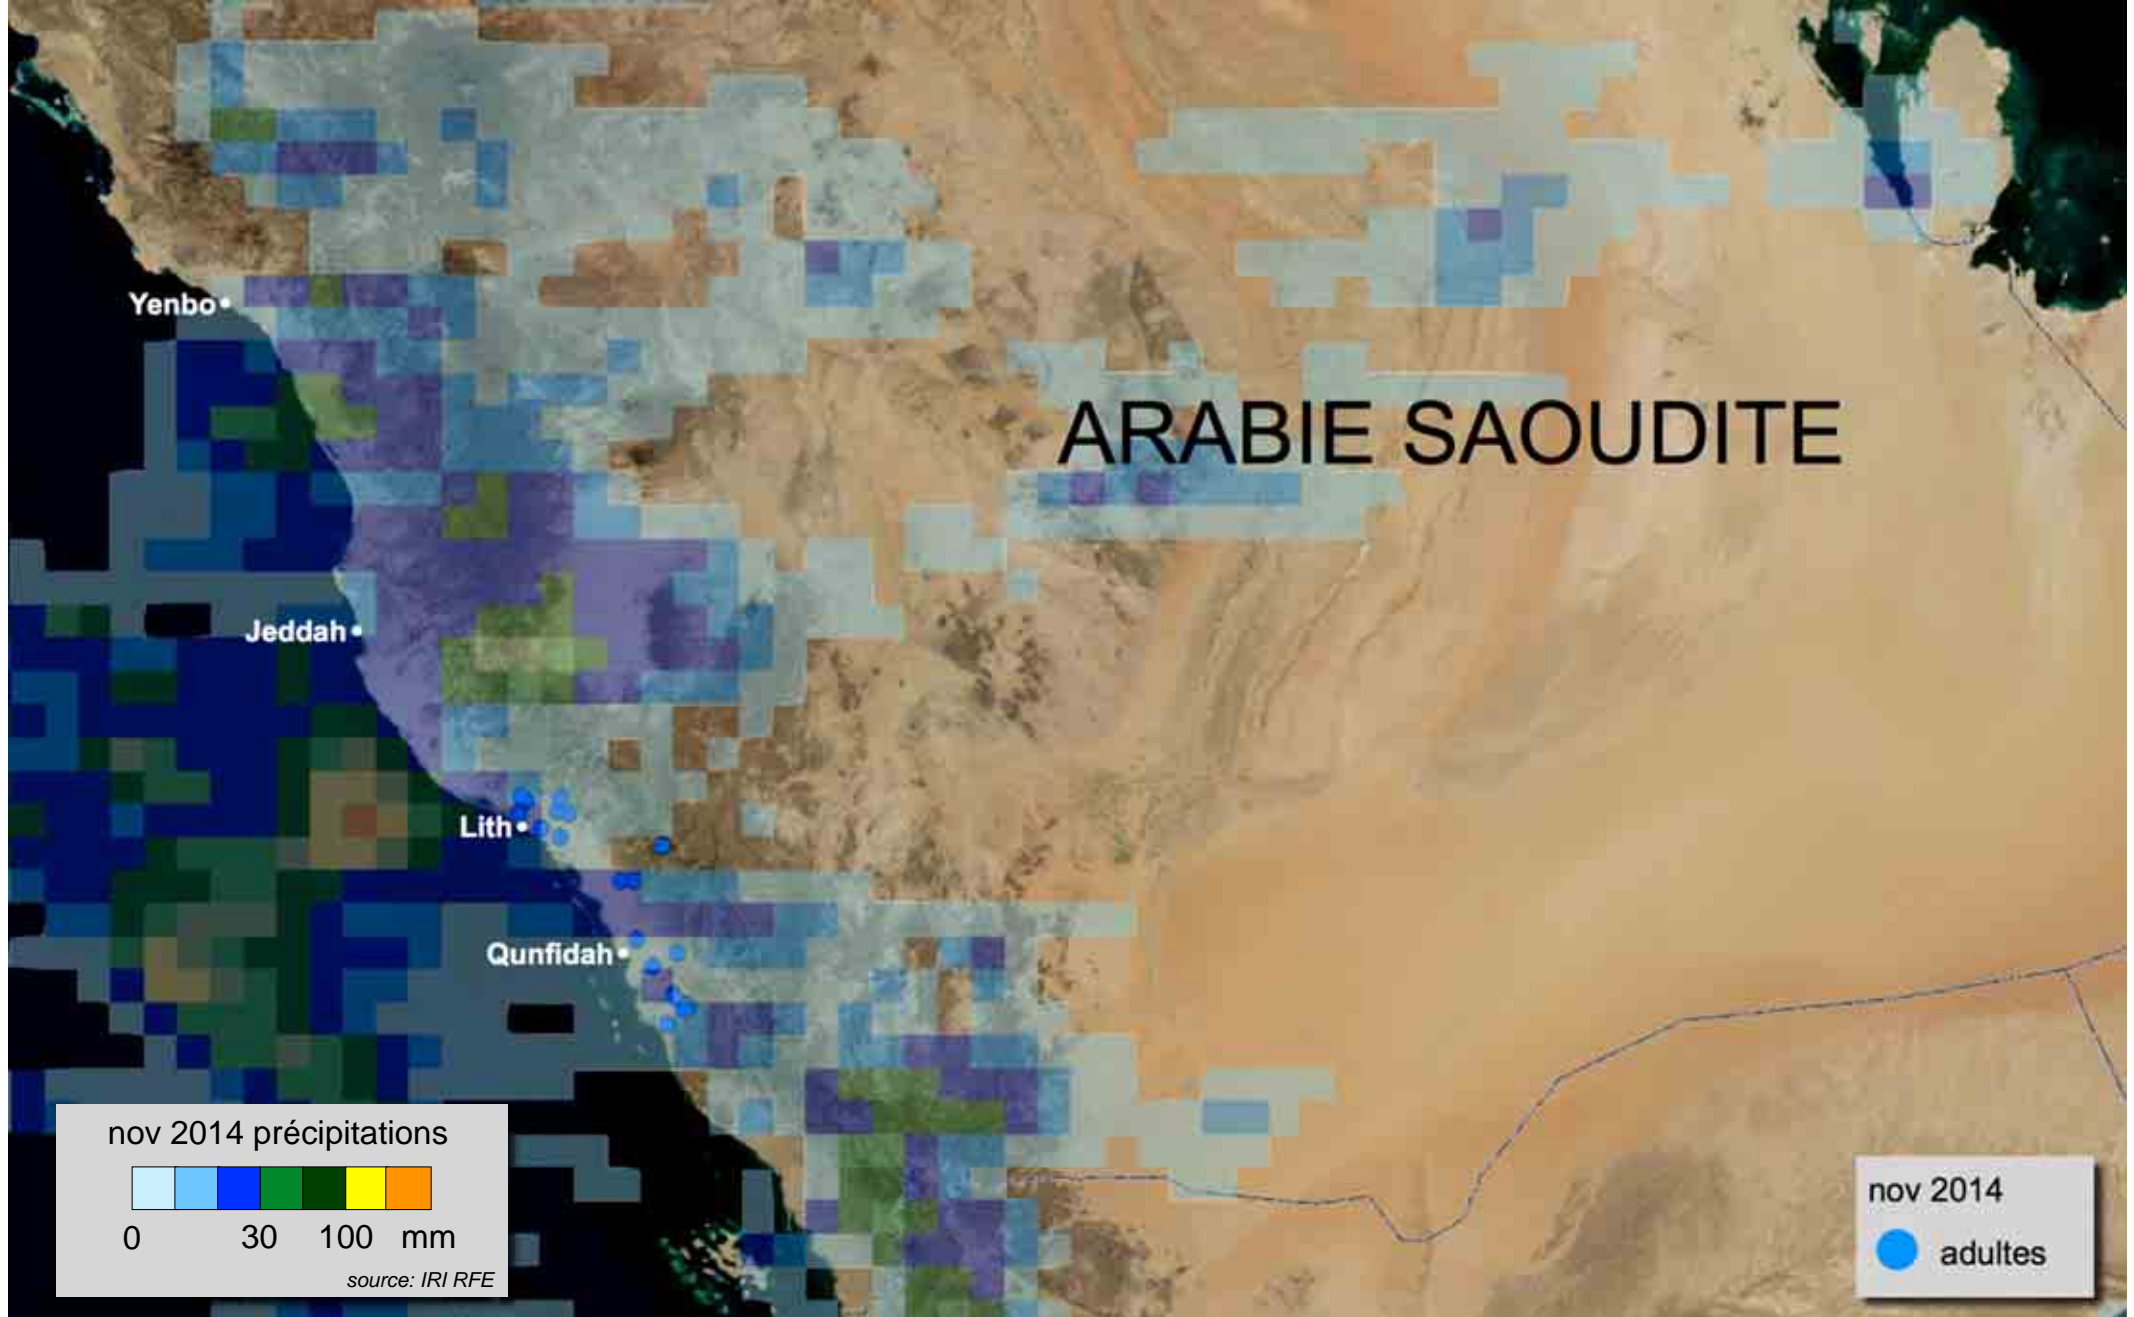 Yenbo
ARABIE SAOUDITE
Jeddah
Lith
Qunfidah
nov 2014 précipitations
0 30 100 mm
source: IRI RFE
nov 2014
adultes